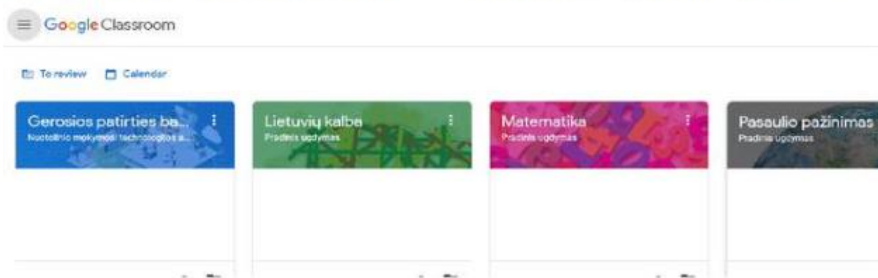 Google Classroom
To review
Calendar
Gerosios patirties ba...
Nuotolinio mokymosi technologijos a...
Lietuvių kalba
Pradinis ugdymas
Matematika
Pradinis ugdymas
Pasaulio pažinimas
Pradinis ugdymas